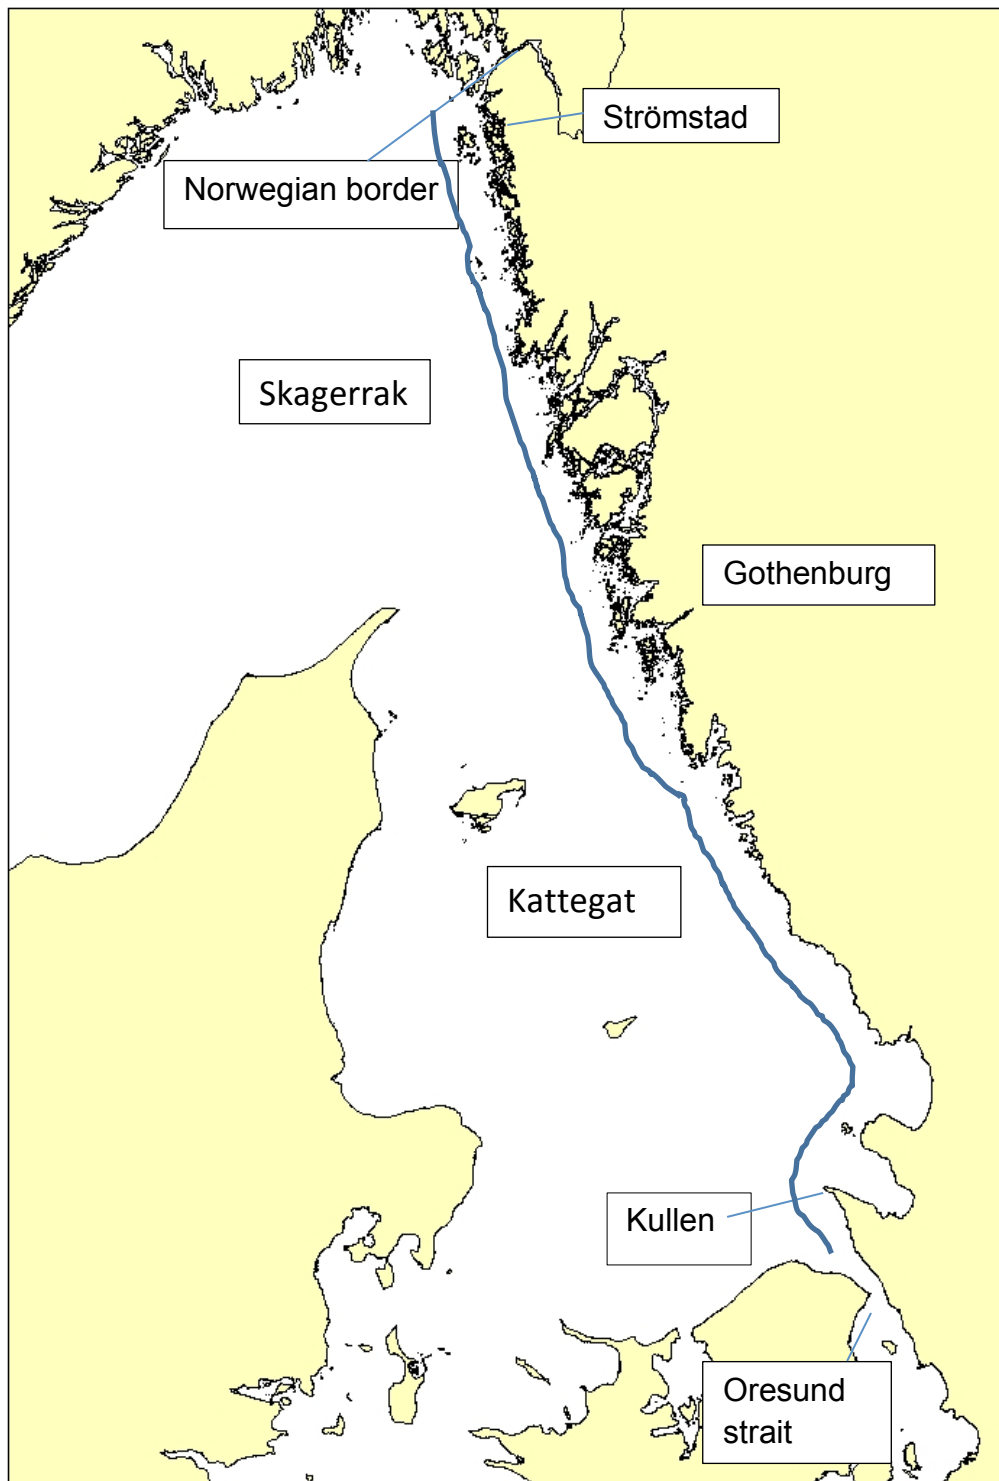 Strömstad
Norwegian border
Skagerrak
Gothenburg
Kattegat
Kullen
Oresund
strait